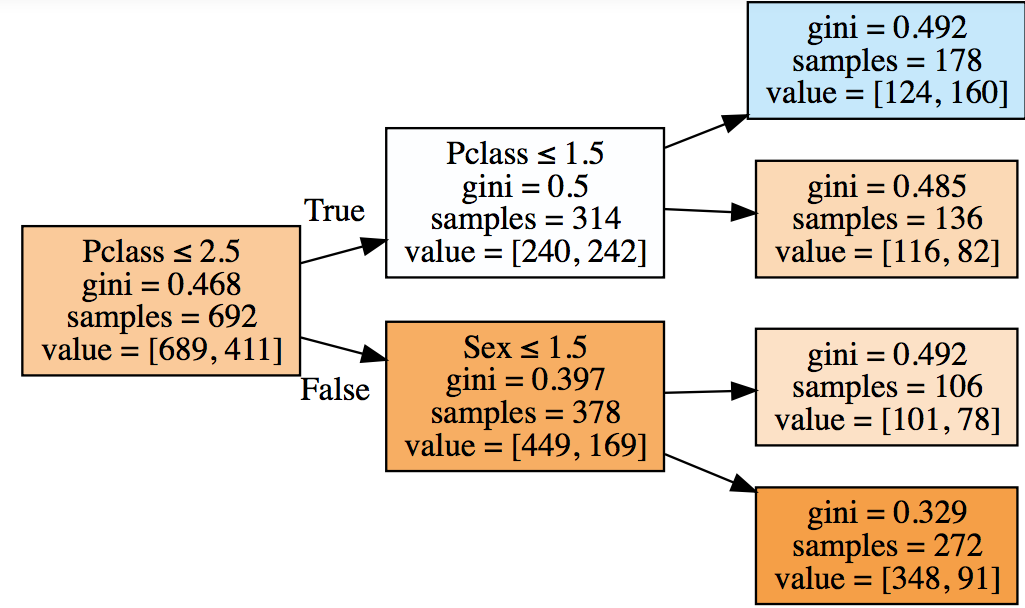 Pclass ≤ 2.5
gini = 0.468
samples = 692
value = [689, 411]
True
False
Pclass ≤ 1.5
gini = 0.5
samples = 314
value = [240, 242]
Sex ≤ 1.5
gini = 0.397
samples = 378
value = [449, 169]
gini = 0.492
samples = 178
value = [124, 160]
gini = 0.485
samples = 136
value = [116, 82]
gini = 0.492
samples = 106
value = [101, 78]
gini = 0.329
samples = 272
value = [348, 91]